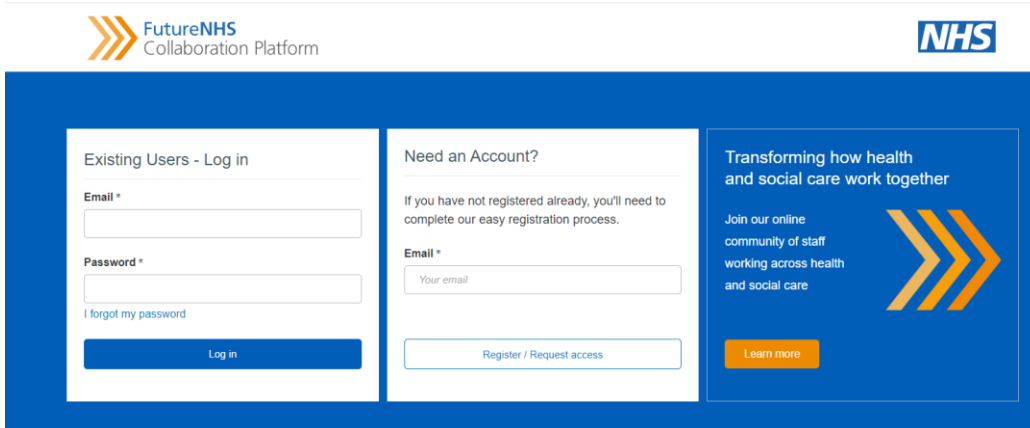 FutureNHS
Collaboration Platform
NHS
Existing Users - Log in
Email *
Password *
I forgot my password
Log in
Need an Account?
If you have not registered already, you'll need to
complete our easy registration process.
Email *
Your email
Register / Request access
Transforming how health
and social care work together
Join our online
community of staff
working across health
and social care
Learn more